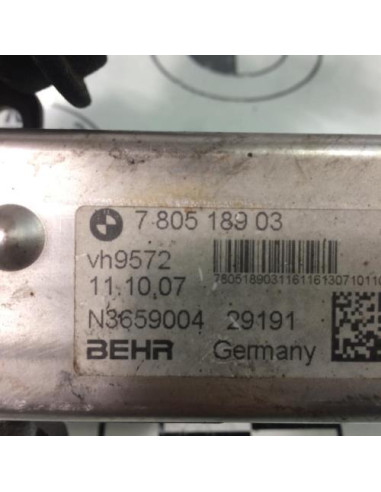 7 805 189 03
vh9572
7805189031161161307101
11.10.07
N3659004 29191
BEHR Germany